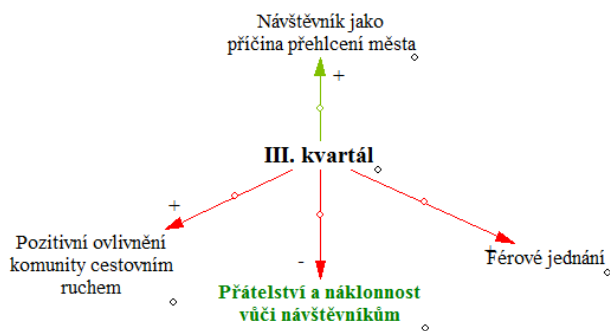 Návštěvník jako
příčina přehlcení města
+
III. kvartál
+
Pozitivní ovlivnění
komunity cestovním
ruchem
-
Přátelství a náklonnost
vůči návštěvníkům
+
Férové jednání